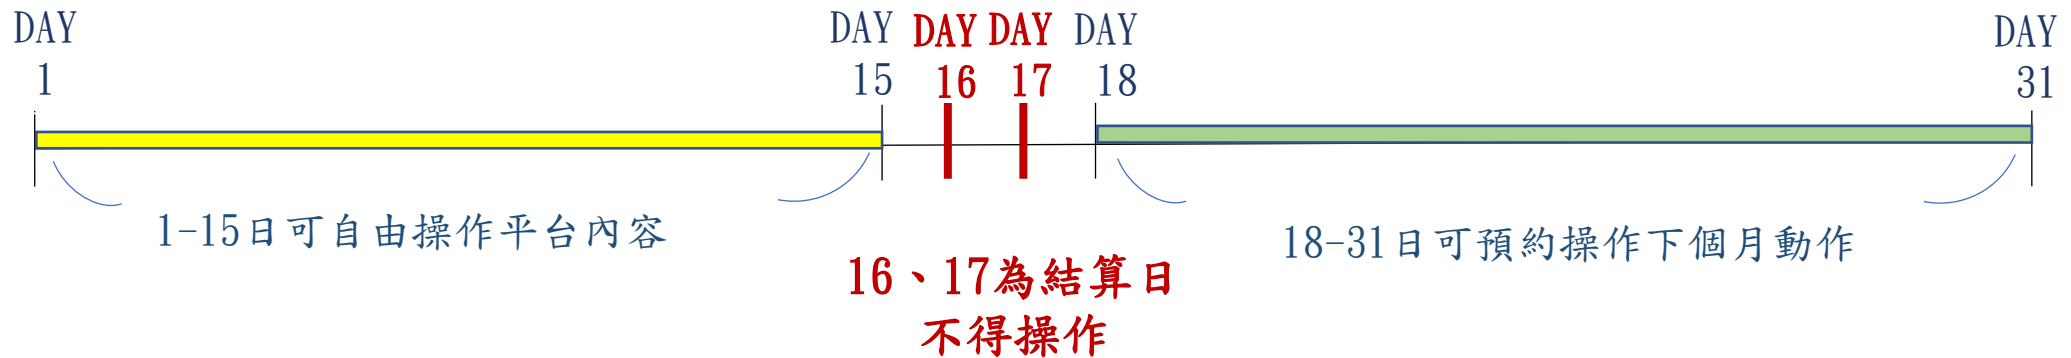 DAY
1
DAY
15
DAY
16
DAY
17
DAY
18
DAY
31
1-15日可自由操作平台內容
16、17為結算日
不得操作
18-31日可預約操作下個月動作